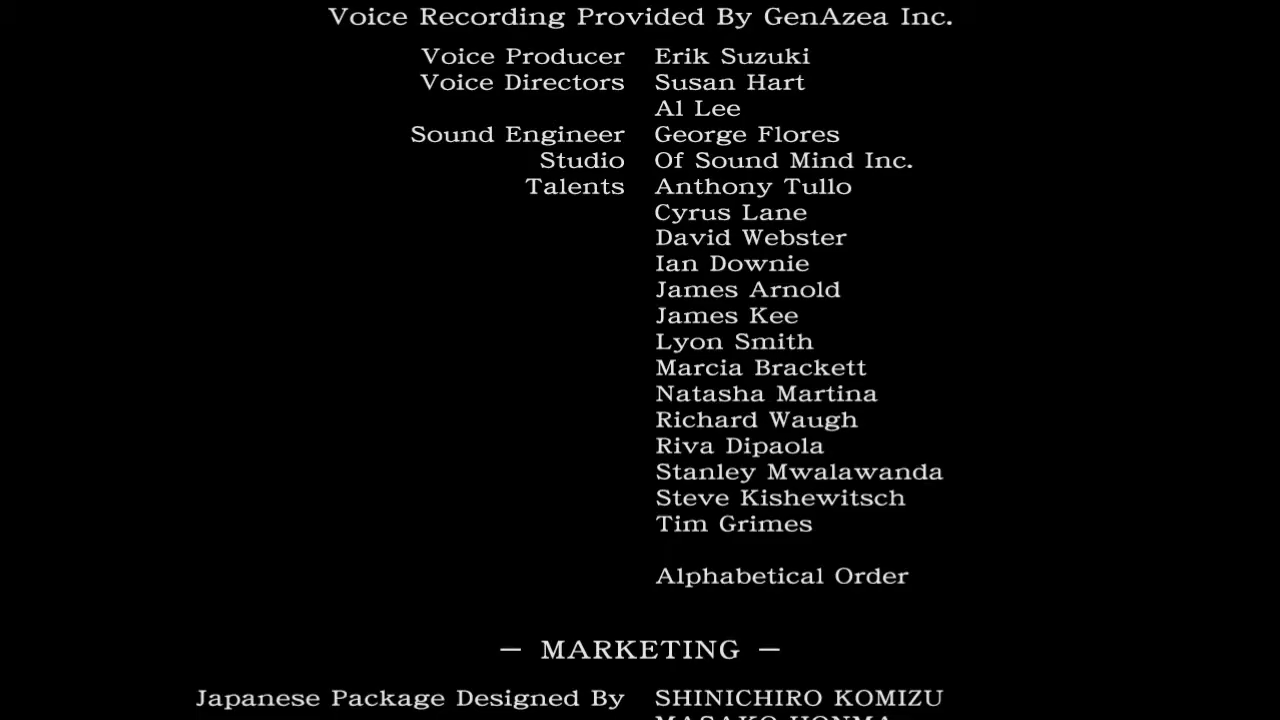 Voice Recording Provided By GenAzea Inc.
Voice Producer Erik Suzuki
Voice Directors Susan Hart
Al Lee
Sound Engineer George Flores
Studio Of Sound Mind Inc.
Talents Anthony Tullo
Cyrus Lane
David Webster
Ian Downie
James Arnold
James Kee
Lyon Smith
Marcia Brackett
Natasha Martina
Richard Waugh
Riva Dipaola
Stanley Mwalawanda
Steve Kishewitsch
Tim Grimes
Alphabetical Order
— MARKETING —
Japanese Package Designed By SHINICHIRO KOMIZU
MASAKO HONMA